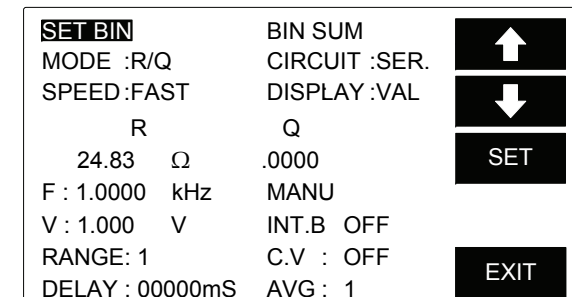 SET BIN BIN SUM
MODE :R/Q CIRCUIT :SER.
SPEED :FAST DISPLAY :VAL
R Q
24.83 Ω .0000
F : 1.0000 kHz MANU
V : 1.000 V INT.B OFF
RANGE: 1 C.V : OFF
DELAY : 00000mS AVG : 1
SET
EXIT